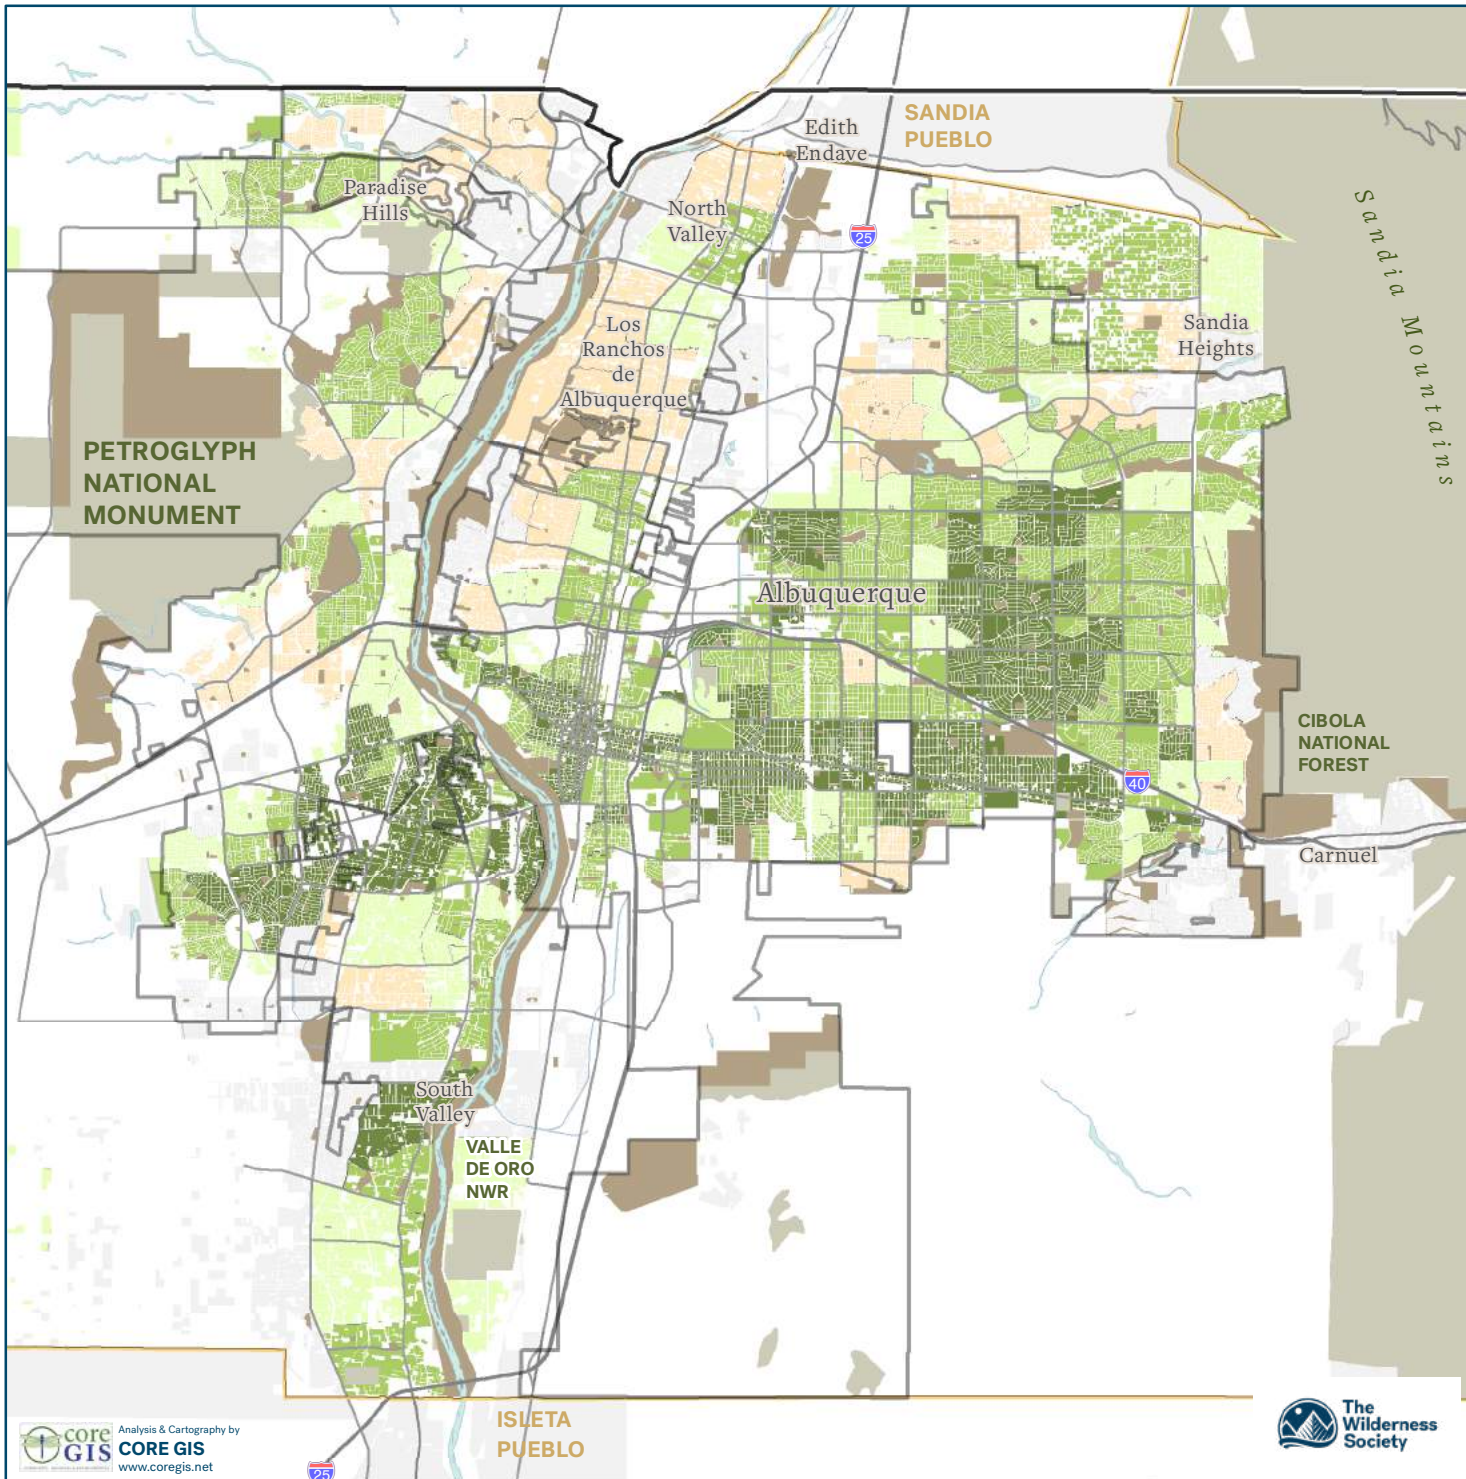 SANDIA
PUEBLO
Edith
Endave
Paradise
Hills
North
Valley
25
Sandia Mountains
Los
Ranchos
de
Albuquerque
Sandia
Heights
PETROGLYPH
NATIONAL
MONUMENT
Albuquerque
CIBOLA
NATIONAL
FOREST
40
Carnuel
South
Valley
VALLE
DE ORO
NWR
ISLETA
PUEBLO
core
GIS
Analysis & Cartography by
CORE GIS
www.coregis.net
25
The
Wilderness
Society